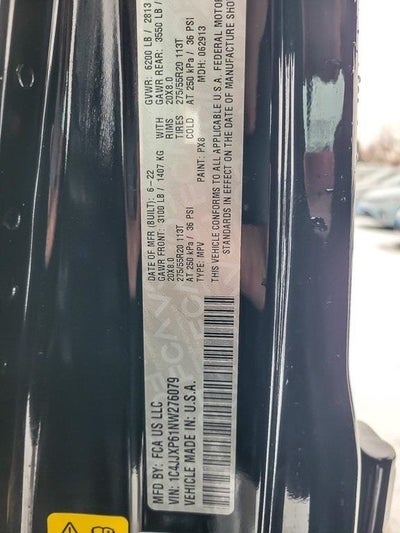 MFD BY: FCA US LLC
VIN: 1C4JJXP61NW276079
MADE IN: U.S.A.
DATE OF MFR (BUILT): 6-22 GVWR: 6200 LB / 2813
GAWR FRONT: 3100 LB / 1407 KG WITH GAWR REAR: 3550 LB /
20X8.0 RIMS 20X8.0
275/55R20 113T TIRES 275/55R20 113T
AT 250 kPa / 36 PSI COLD AT 250 kPa / 36 PSI
TYPE: MPV PAINT: PX8 MDH: 062913
THIS VEHICLE CONFORMS TO ALL APPLICABLE U.S.A. FEDERAL MOTOR
STANDARDS IN EFFECT ON THE DATE OF MANUFACTURE SHOW